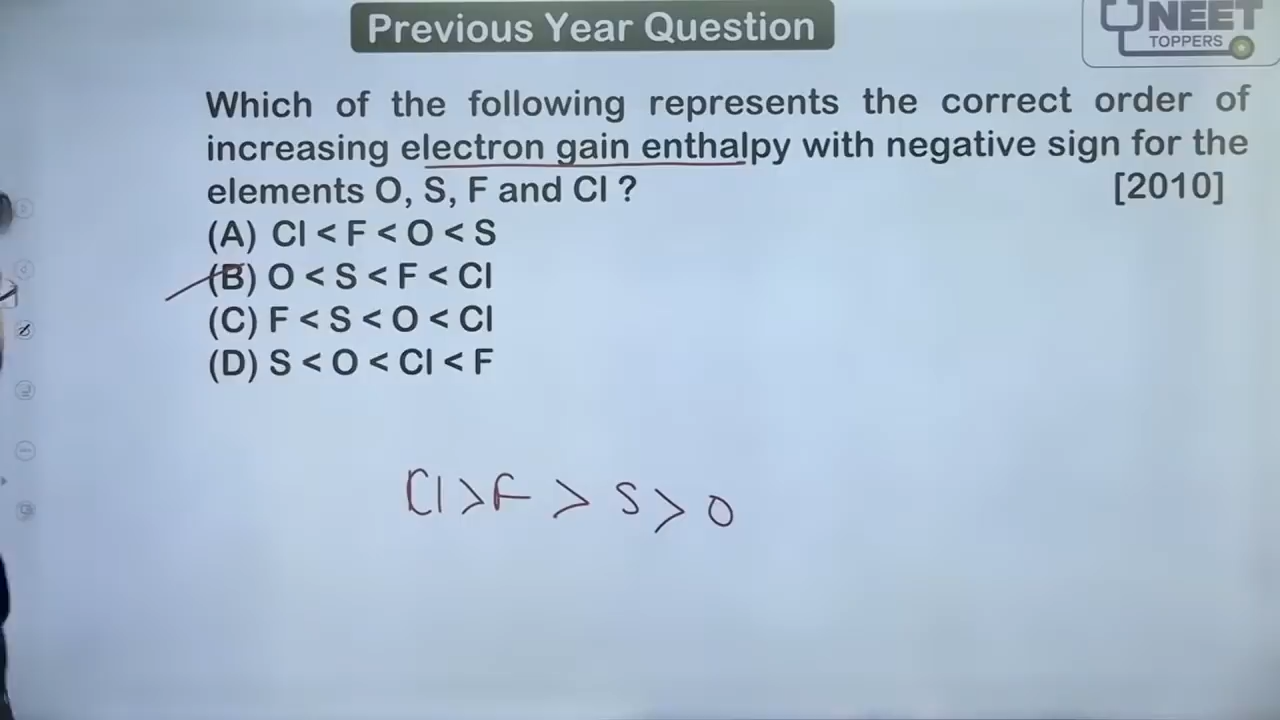 Previous Year Question
NEET
TOPPERS
Which of the following represents the correct order of
increasing electron gain enthalpy with negative sign for the
elements O, S, F and Cl ? [2010]
(A) Cl < F < O < S
(B) O < S < F < Cl
(C) F < S < O < Cl
(D) S < O < Cl < F
Cl > F > S > O